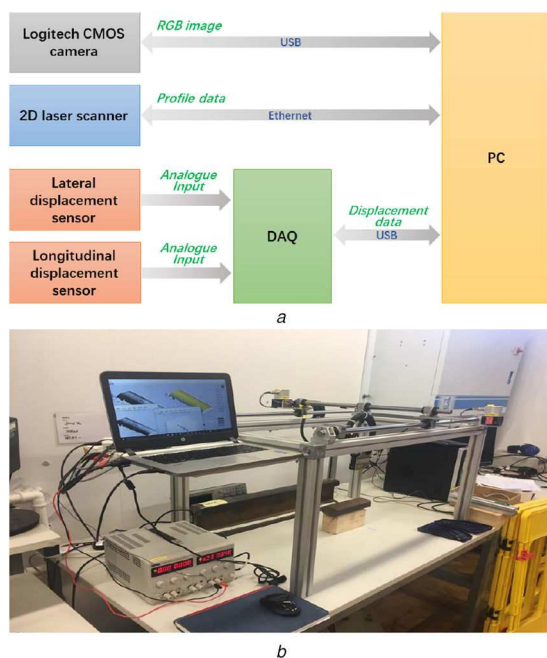 Logitech CMOS
camera
RGB image
USB
2D laser scanner
Profile data
Ethernet
PC
Lateral
displacement
sensor
Analogue
Input
DAQ
Displacement
data
USB
Longitudinal
displacement
sensor
Analogue
Input
a
b